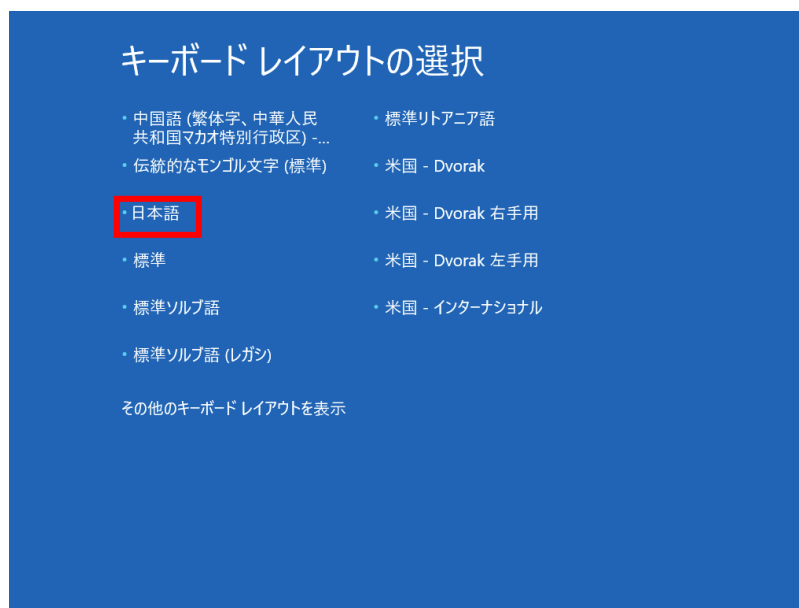 キーボード レイアウトの選択
中国語 (繁体字、中華人民
共和国マカオ特別行政区) -...
伝統的なモンゴル文字 (標準)
日本語
標準
標準ソルブ語
標準ソルブ語 (レガシ)
標準リトアニア語
米国 - Dvorak
米国 - Dvorak 右手用
米国 - Dvorak 左手用
米国 - インターナショナル
その他のキーボード レイアウトを表示